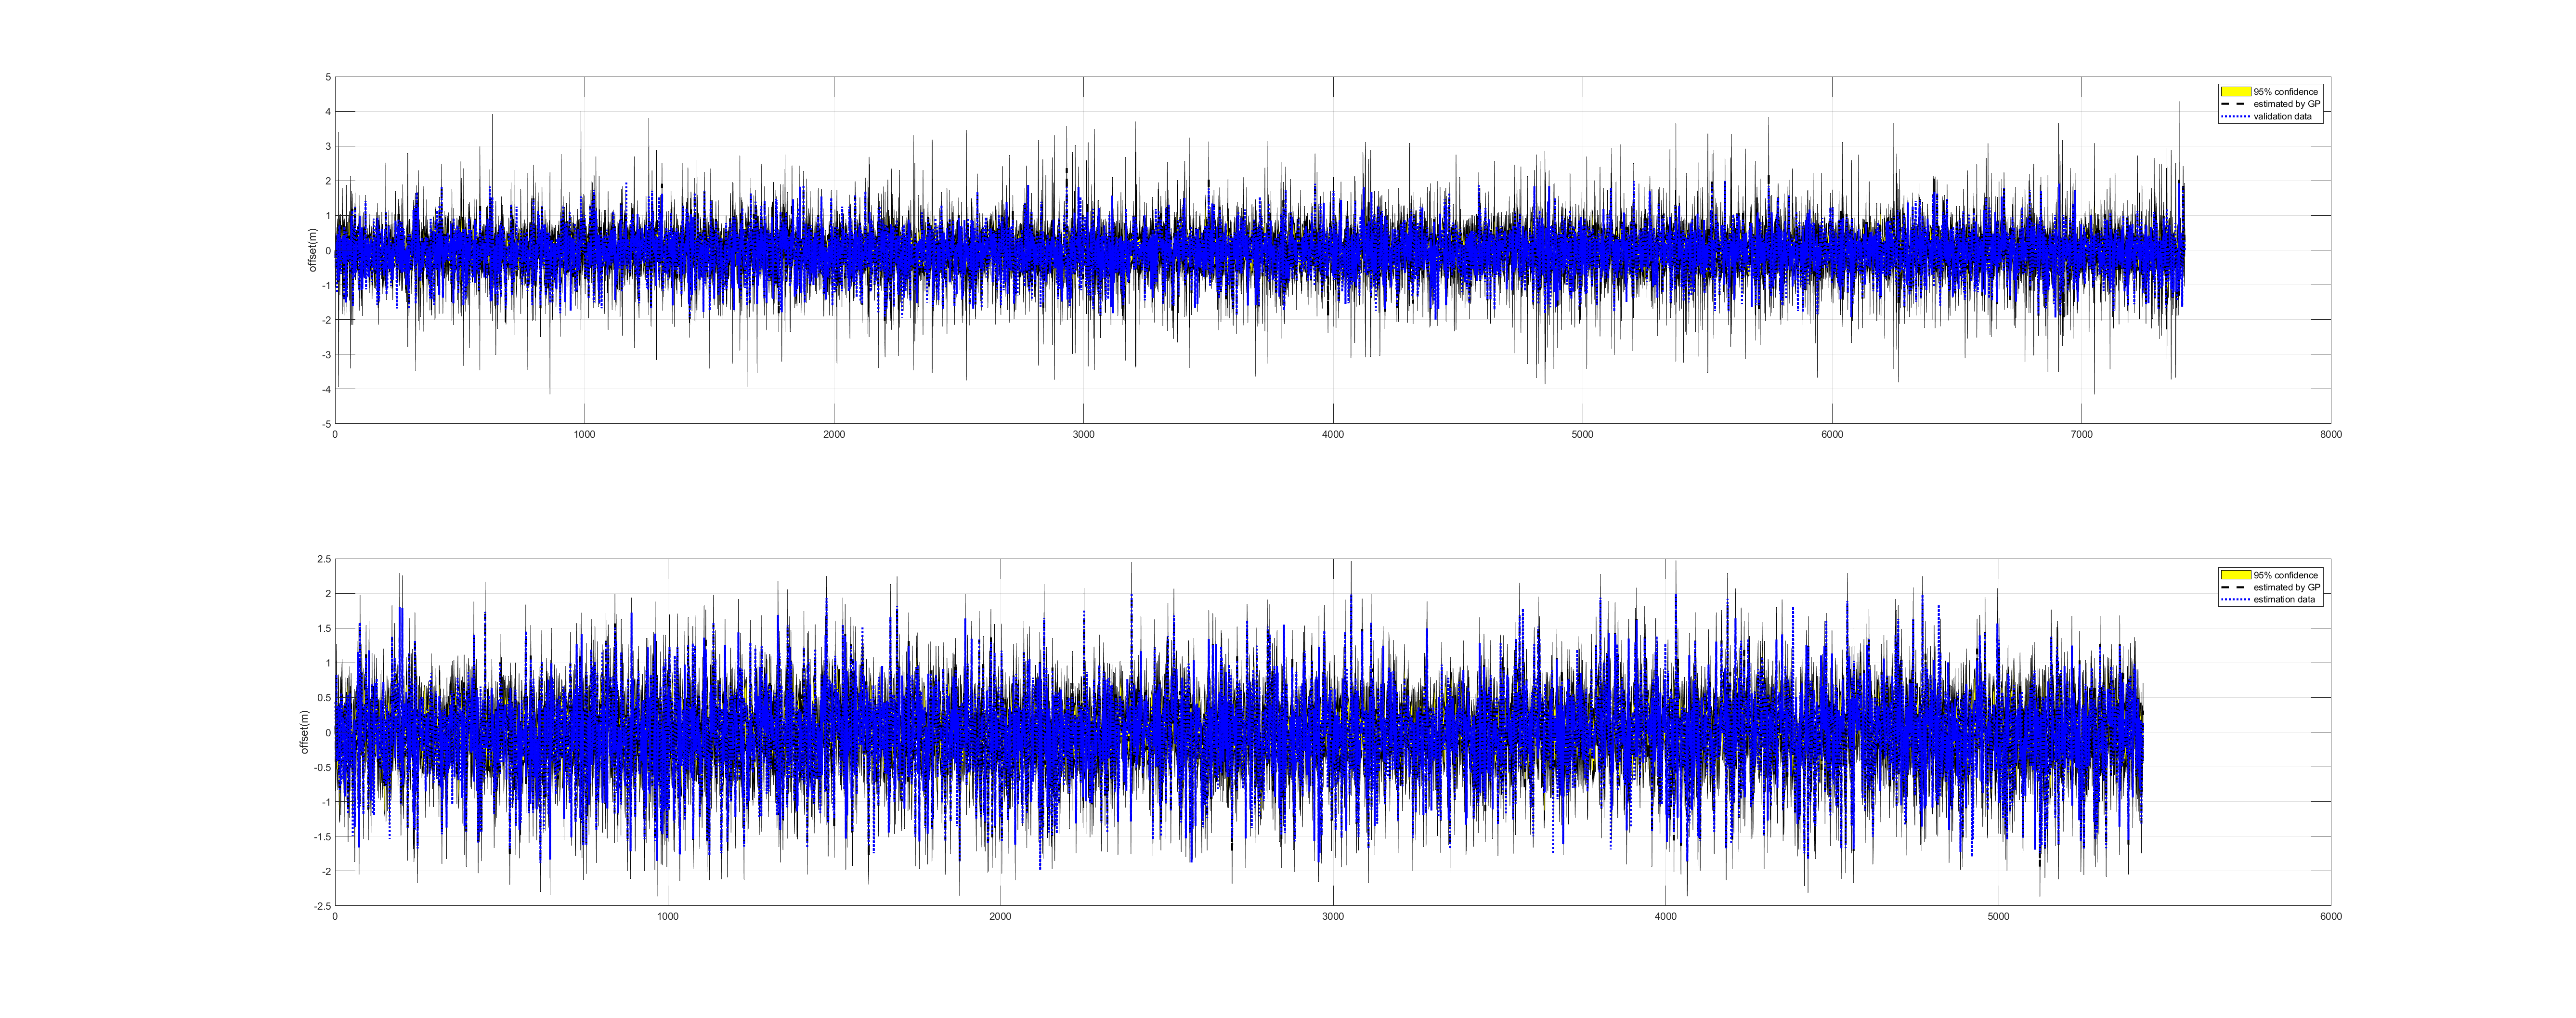 5
4
3
2
1
0
-1
-2
-3
-4
-5
offset(m)
95% confidence
estimated by GP
validation data
0 1000 2000 3000 4000 5000 6000 7000 8000
2.5
2
1.5
1
0.5
0
-0.5
-1
-1.5
-2
-2.5
offset(m)
95% confidence
estimated by GP
estimation data
0 1000 2000 3000 4000 5000 6000